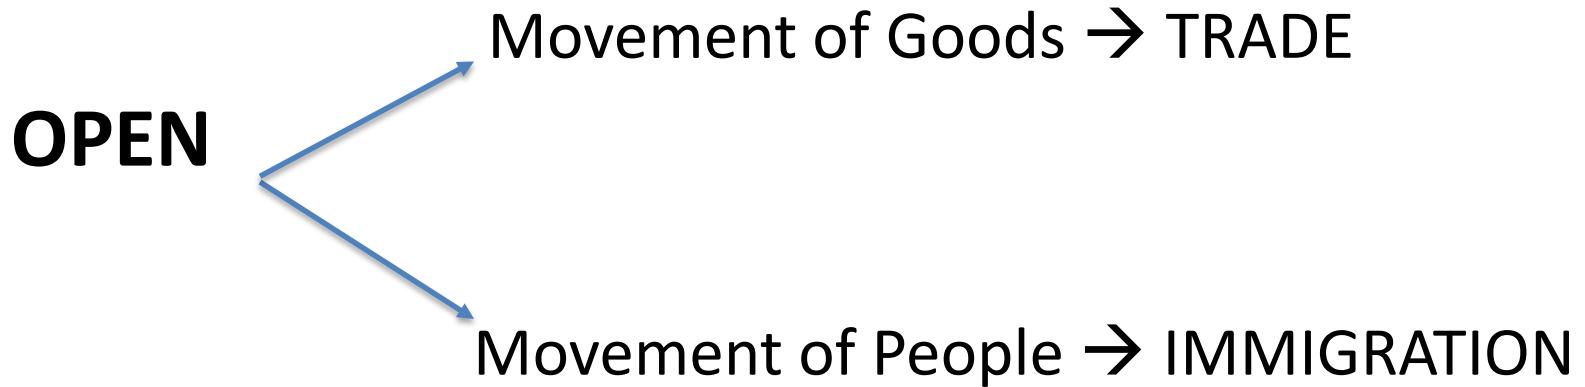 Movement of Goods → TRADE
OPEN
Movement of People → IMMIGRATION